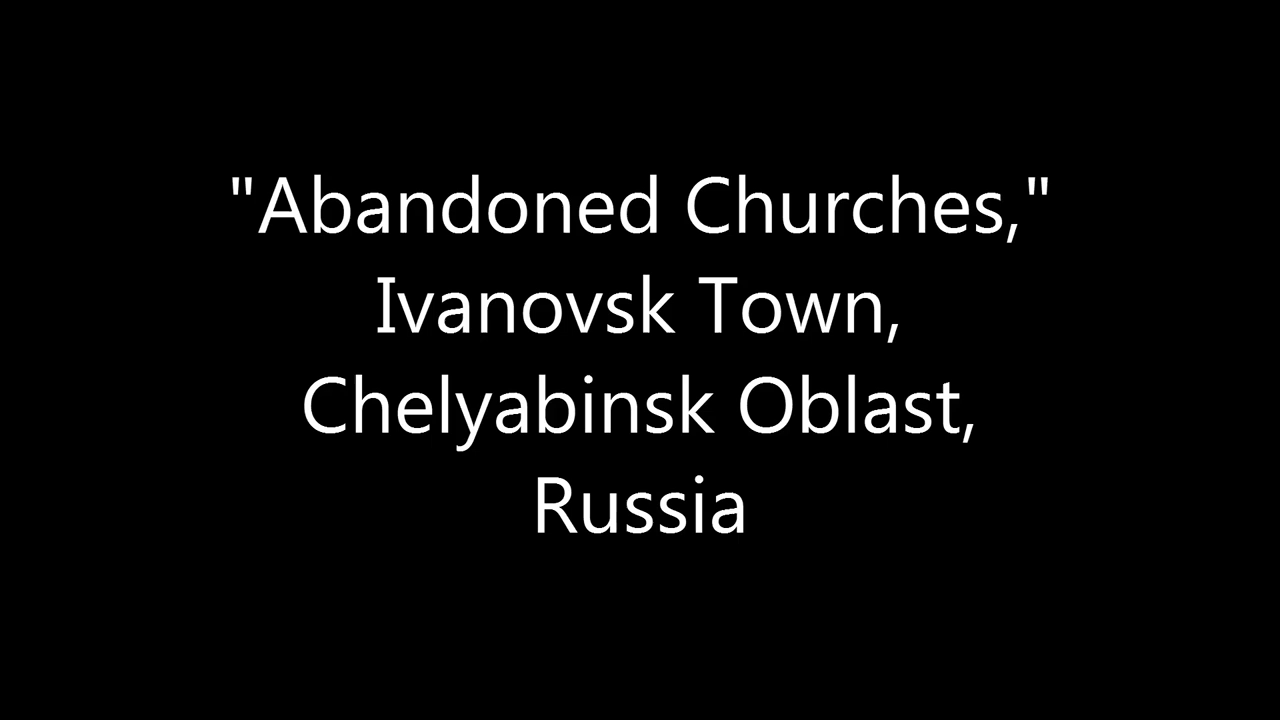 "Abandoned Churches,"
Ivanovsk Town,
Chelyabinsk Oblast,
Russia